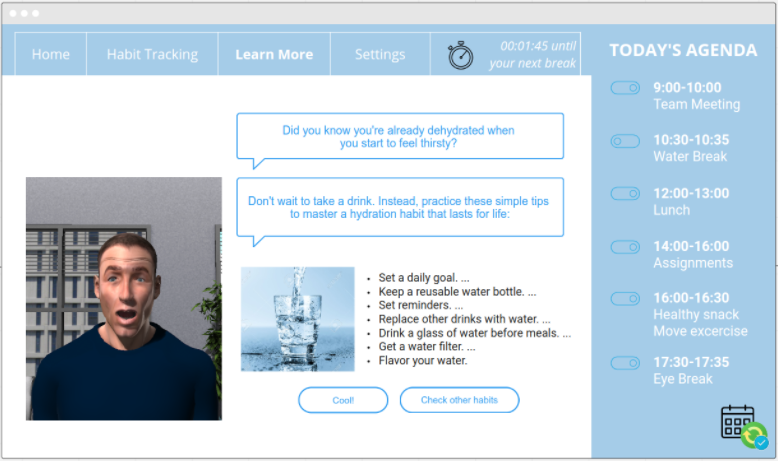 Home
Habit Tracking
Learn More
Settings
00:01:45 until
your next break
Did you know you're already dehydrated when
you start to feel thirsty?
Don't wait to take a drink. Instead, practice these simple tips
to master a hydration habit that lasts for life:
• Set a daily goal. ...
• Keep a reusable water bottle. ...
• Set reminders. ...
• Replace other drinks with water. ...
• Drink a glass of water before meals. ...
• Get a water filter. ...
• Flavor your water.
Cool!
Check other habits
TODAY'S AGENDA
9:00-10:00
Team Meeting
10:30-10:35
Water Break
12:00-13:00
Lunch
14:00-16:00
Assignments
16:00-16:30
Healthy snack
Move excercise
17:30-17:35
Eye Break